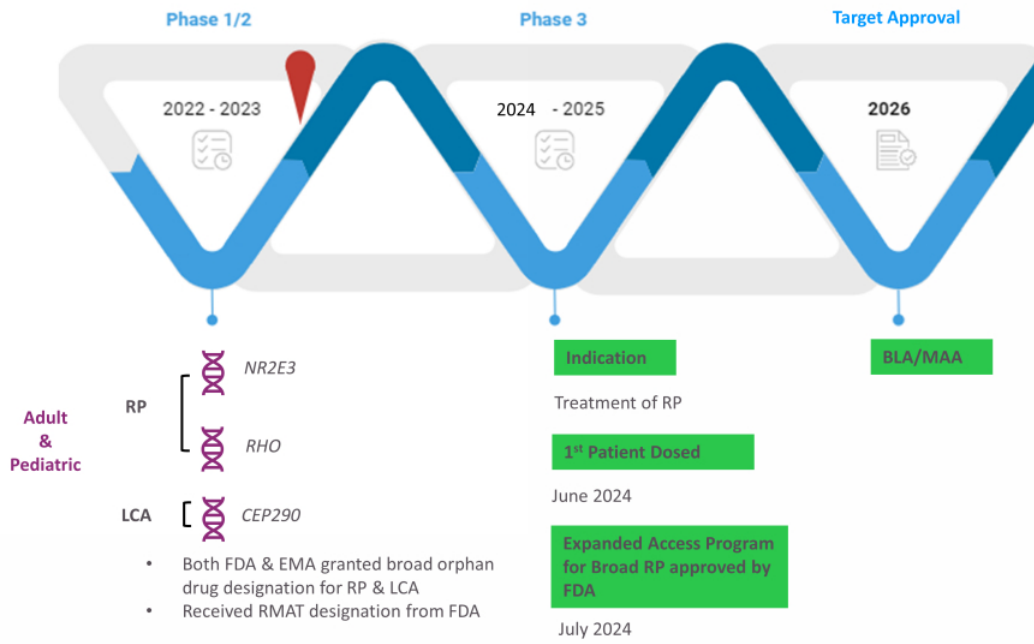 Phase 1/2
Phase 3
Target Approval
2022 - 2023
2024 - 2025
2026
Adult
&
Pediatric
RP
NR2E3
RHO
LCA
CEP290
• Both FDA & EMA granted broad orphan
drug designation for RP & LCA
• Received RMAT designation from FDA
Indication
Treatment of RP
1st Patient Dosed
June 2024
Expanded Access Program
for Broad RP approved by
FDA
July 2024
BLA/MAA